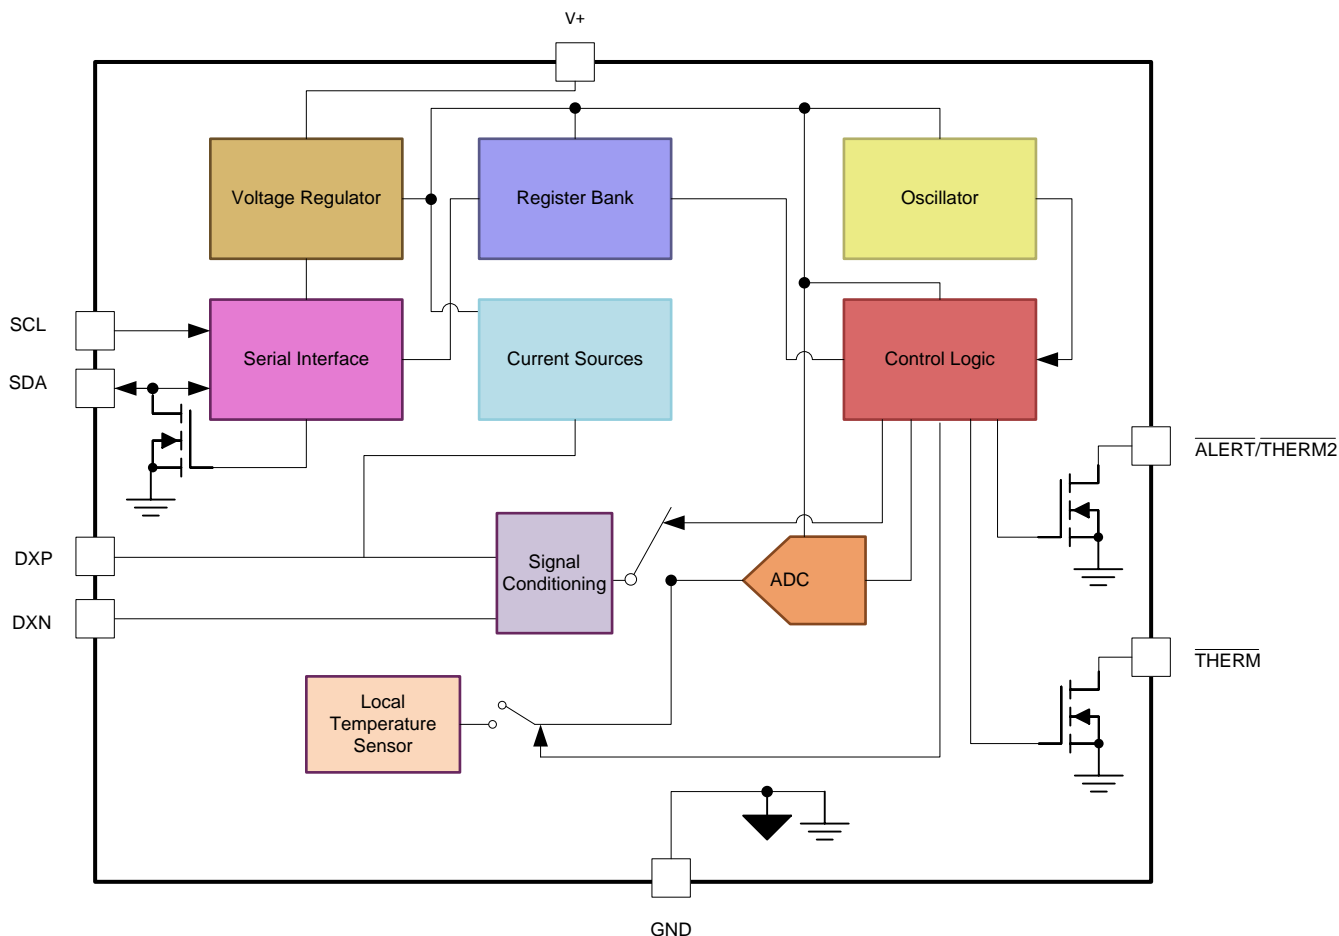 V+
Voltage Regulator
Register Bank
Oscillator
SCL
Serial Interface
Current Sources
Control Logic
SDA
ALERT/THERM2
DXP
Signal
Conditioning
ADC
DXN
THERM
Local
Temperature
Sensor
GND